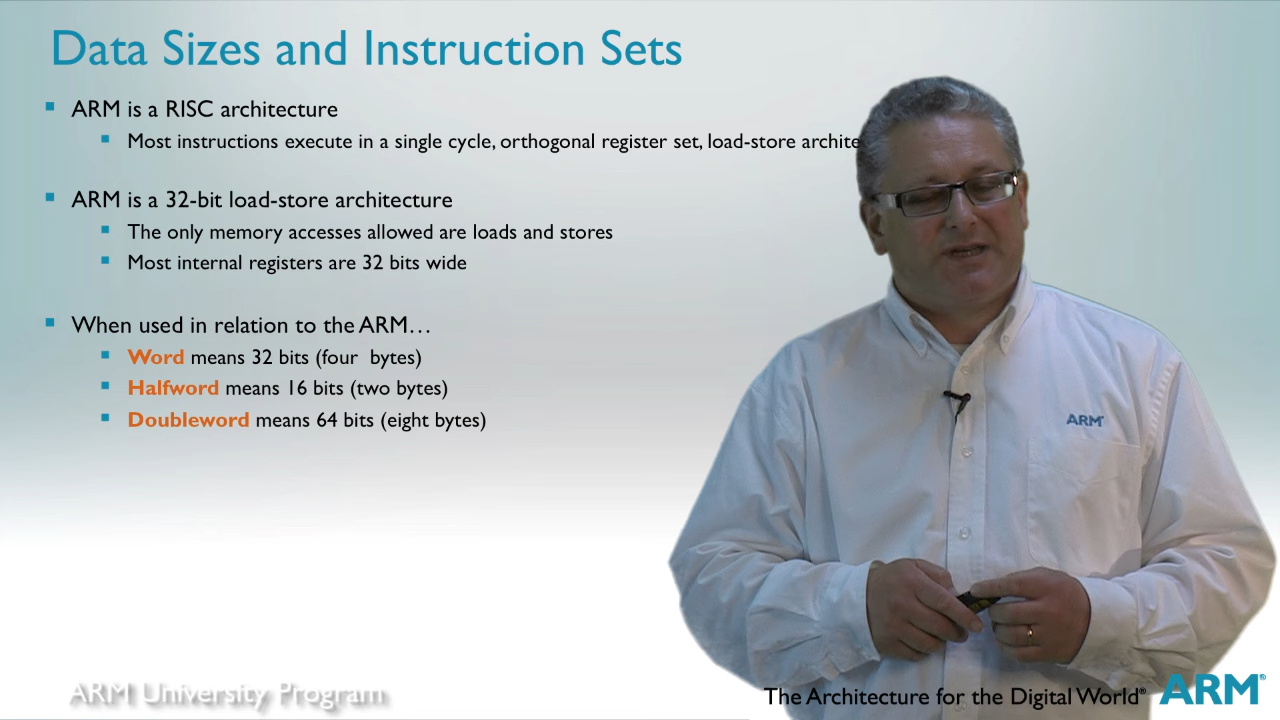 Data Sizes and Instruction Sets
ARM is a RISC architecture
Most instructions execute in a single cycle, orthogonal register set, load-store archite
ARM is a 32-bit load-store architecture
The only memory accesses allowed are loads and stores
Most internal registers are 32 bits wide
When used in relation to the ARM…
Word means 32 bits (four bytes)
Halfword means 16 bits (two bytes)
Doubleword means 64 bits (eight bytes)
ARM
ARM University Program
The Architecture for the Digital World®
ARM®